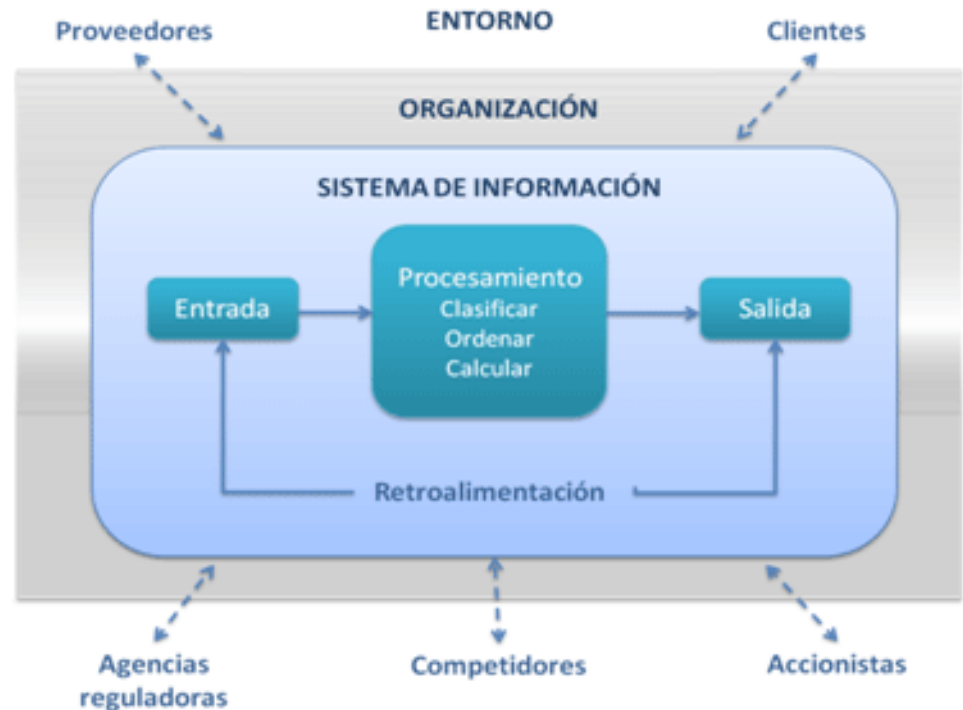 ENTORNO
Proveedores
Clientes
ORGANIZACIÓN
SISTEMA DE INFORMACIÓN
Entrada
Procesamiento
Clasificar
Ordenar
Calcular
Salida
Retroalimentación
Agencias
reguladoras
Competidores
Accionistas